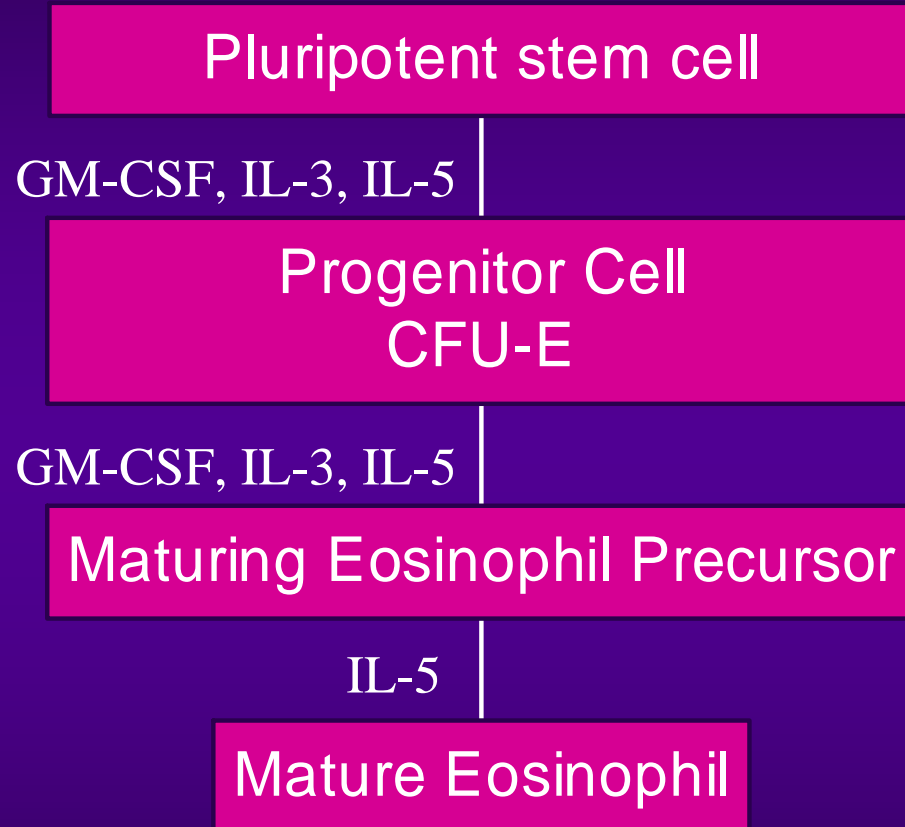 Pluripotent stem cell
GM-CSF, IL-3, IL-5
Progenitor Cell
CFU-E
GM-CSF, IL-3, IL-5
Maturing Eosinophil Precursor
IL-5
Mature Eosinophil